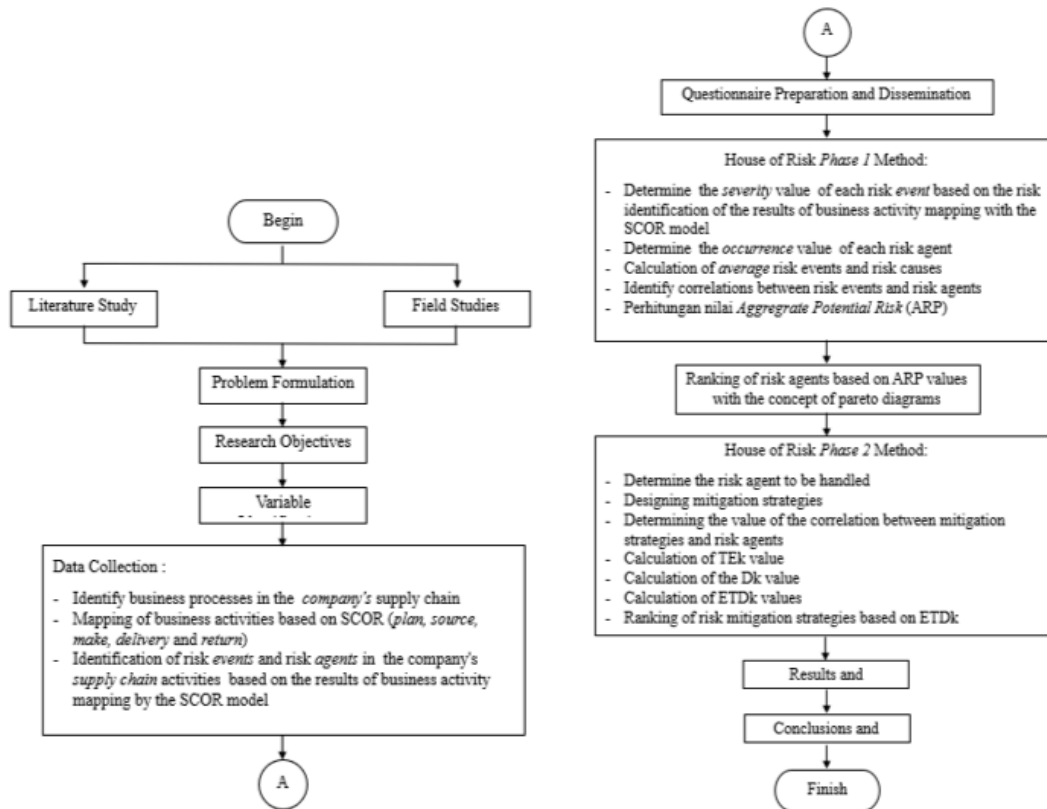 Begin
Literature Study
Field Studies
Problem Formulation
Research Objectives
Variable
Data Collection :
- Identify business processes in the company's supply chain
- Mapping of business activities based on SCOR (plan, source,
make, delivery and return)
- Identification of risk events and risk agents in the company's
supply chain activities based on the results of business activity
mapping by the SCOR model
A
A
Questionnaire Preparation and Dissemination
House of Risk Phase 1 Method:
- Determine the severity value of each risk event based on the risk
identification of the results of business activity mapping with the
SCOR model
- Determine the occurrence value of each risk agent
- Calculation of average risk events and risk causes
- Identify correlations between risk events and risk agents
- Perhitungan nilai Aggregrate Potential Risk (ARP)
Ranking of risk agents based on ARP values
with the concept of pareto diagrams
House of Risk Phase 2 Method:
- Determine the risk agent to be handled
- Designing mitigation strategies
- Determining the value of the correlation between mitigation
strategies and risk agents
- Calculation of TEk value
- Calculation of the Dk value
- Calculation of ETDk values
- Ranking of risk mitigation strategies based on ETDk
Results and
Conclusions and
Finish